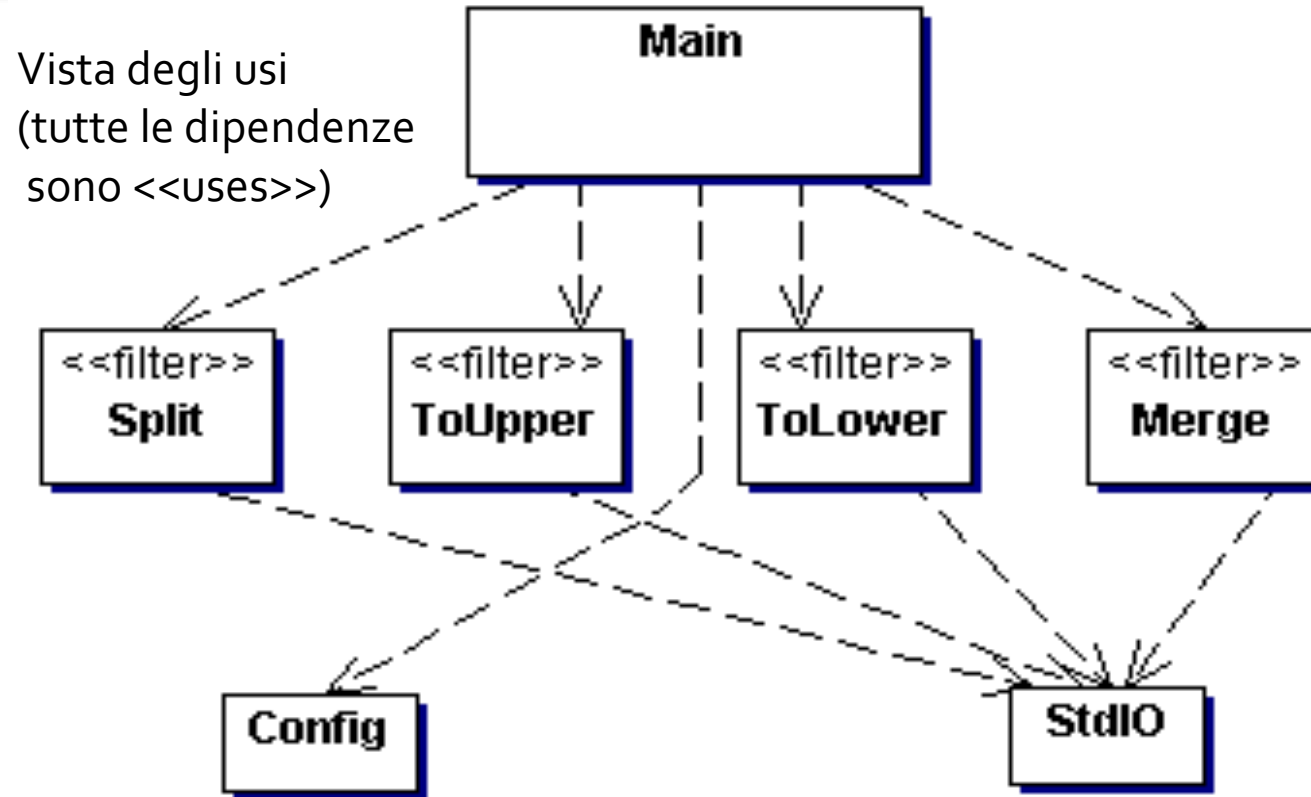 Main
Vista degli usi
(tutte le dipendenze
sono <<uses>>)
<<filter>>
Split
<<filter>>
ToUpper
<<filter>>
ToLower
<<filter>>
Merge
Config
StdIO